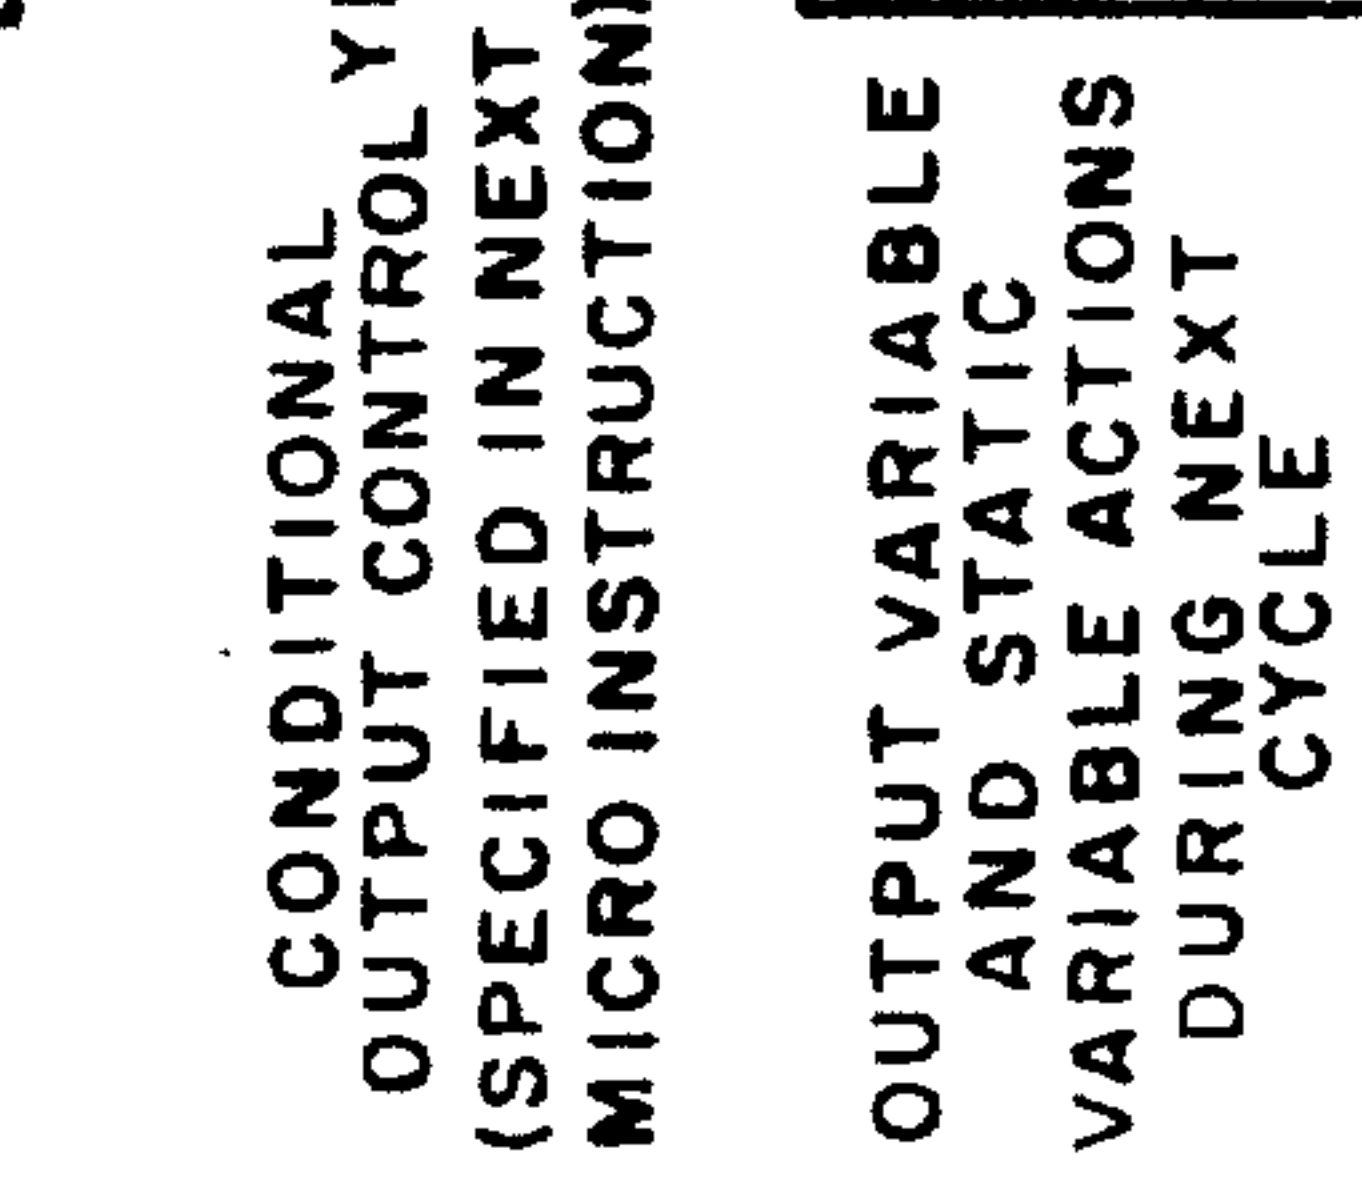 CONDITIONAL
OUTPUT CONTROL
(SPECIFIED IN NEXT
MICRO INSTRUCTION)
OUTPUT VARIABLE
AND STATIC
VARIABLE ACTIONS
DURING NEXT
CYCLE